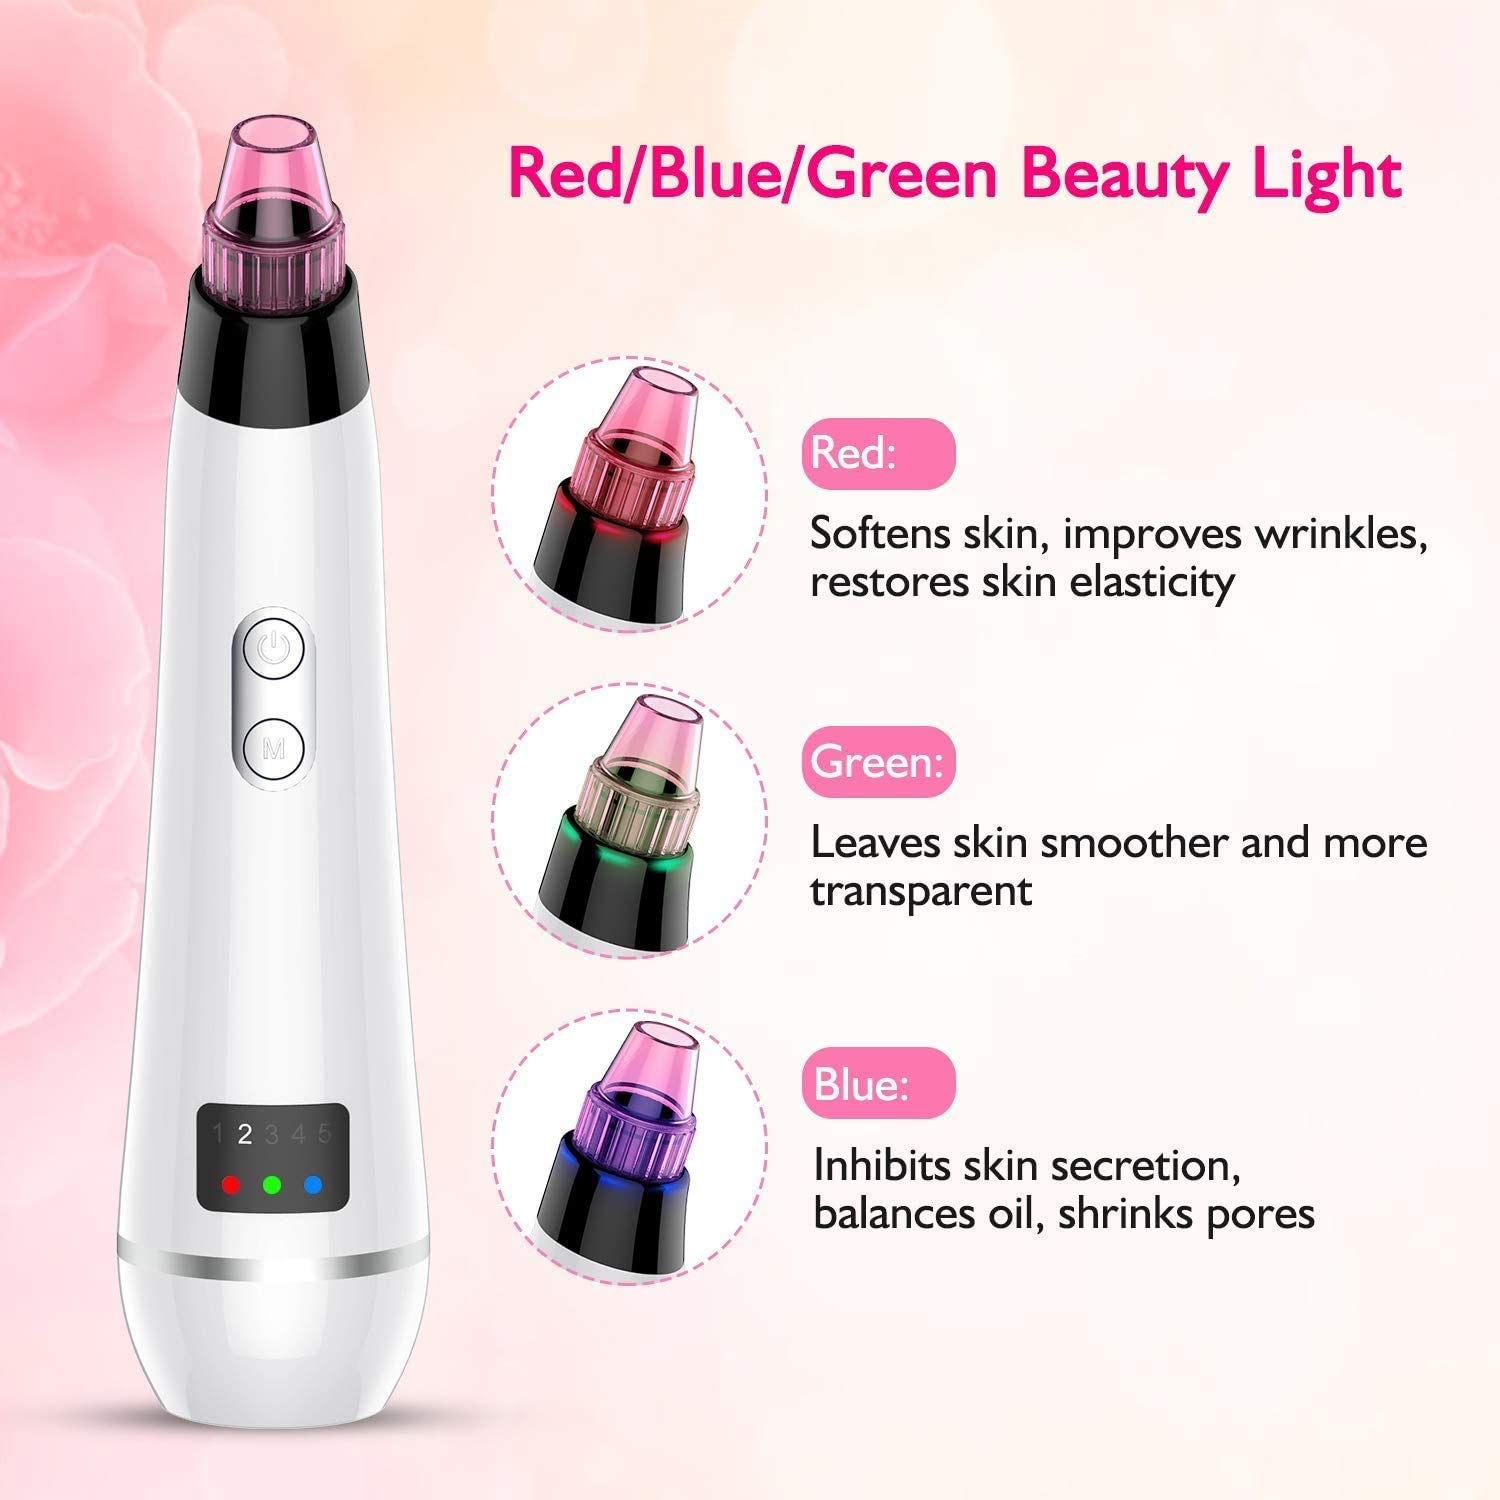 Red/Blue/Green Beauty Light
Red:
Softens skin, improves wrinkles,
restores skin elasticity
Green:
Leaves skin smoother and more
transparent
Blue:
Inhibits skin secretion,
balances oil, shrinks pores
M
1 2 3 4 5